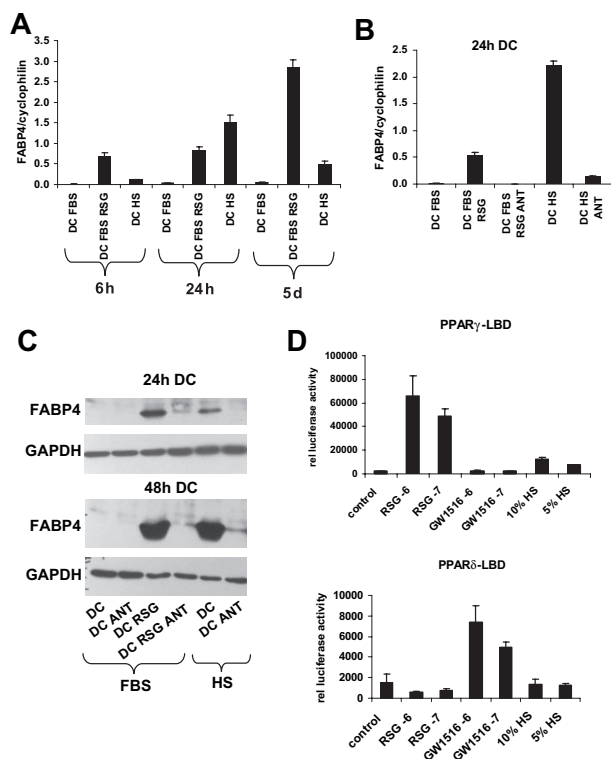 A
3.5
3.0
2.5
2.0
1.5
1.0
0.5
0.0
FABP4/cyclophilin
DC FBS
DC FBS RSG
DC HS
DC FBS
DC FBS RSG
DC HS
DC FBS
DC FBS RSG
DC HS
6h
24h
5d
B
24h DC
2.5
2.0
1.5
1.0
0.5
0.0
FABP4/cyclophilin
DC FBS
DC FBS
RSG
DC FBS
RSG ANT
DC HS
DC HS
ANT
C
24h DC
FABP4
GAPDH
48h DC
FABP4
GAPDH
DC
DC ANT
DC RSG
DC RSG ANT
DC
DC ANT
FBS
HS
D
PPARγ-LBD
100000
80000
60000
40000
20000
0
rel luciferase activity
control
RSG -6
RSG -7
GW1516 -6
GW1516 -7
10% HS
5% HS
PPARδ-LBD
10000
8000
6000
4000
2000
0
rel luciferase activity
control
RSG -6
RSG -7
GW1516 -6
GW1516 -7
10% HS
5% HS